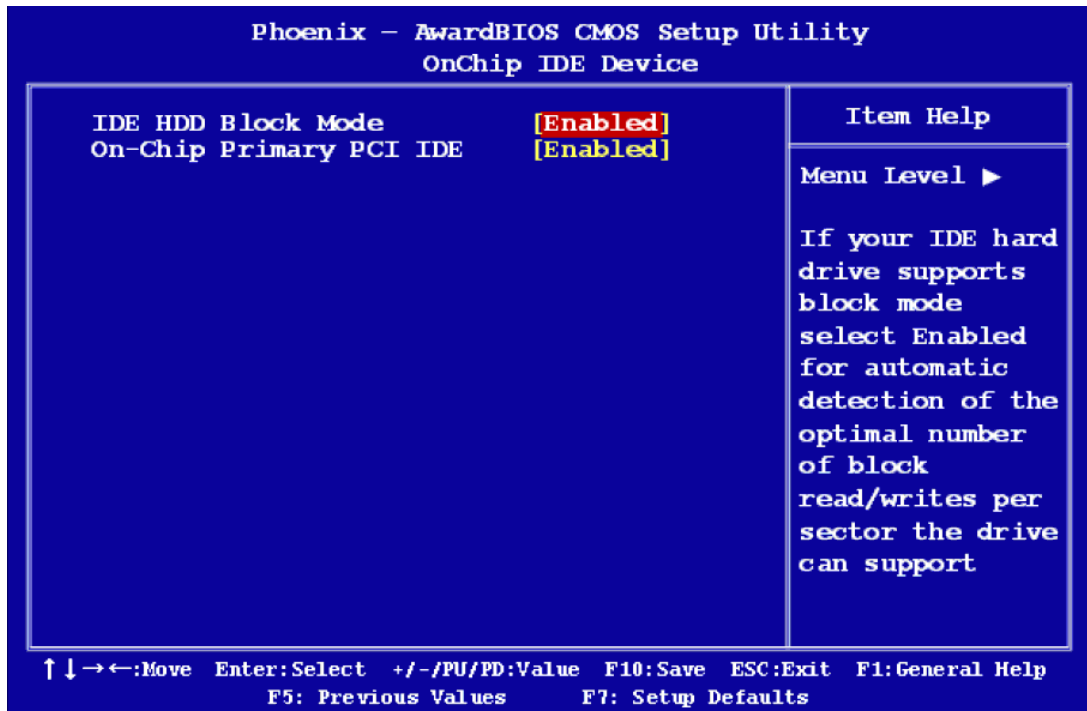 Phoenix – AwardBIOS CMOS Setup Utility
OnChip IDE Device
IDE HDD Block Mode [Enabled]
On-Chip Primary PCI IDE [Enabled]
Item Help
Menu Level ▶
If your IDE hard
drive supports
block mode
select Enabled
for automatic
detection of the
optimal number
of block
read/writes per
sector the drive
can support
↑↓→←:Move Enter:Select +/-/PU/PD:Value F10:Save ESC:Exit F1:General Help
F5: Previous Values F7: Setup Defaults